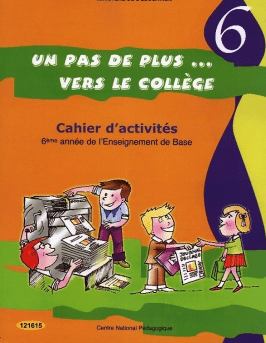 6
UN PAS DE PLUS ...
VERS LE COLLÈGE
Cahier d'activités
6ème année de l'Enseignement de Base
121615
Centre National Pédagogique